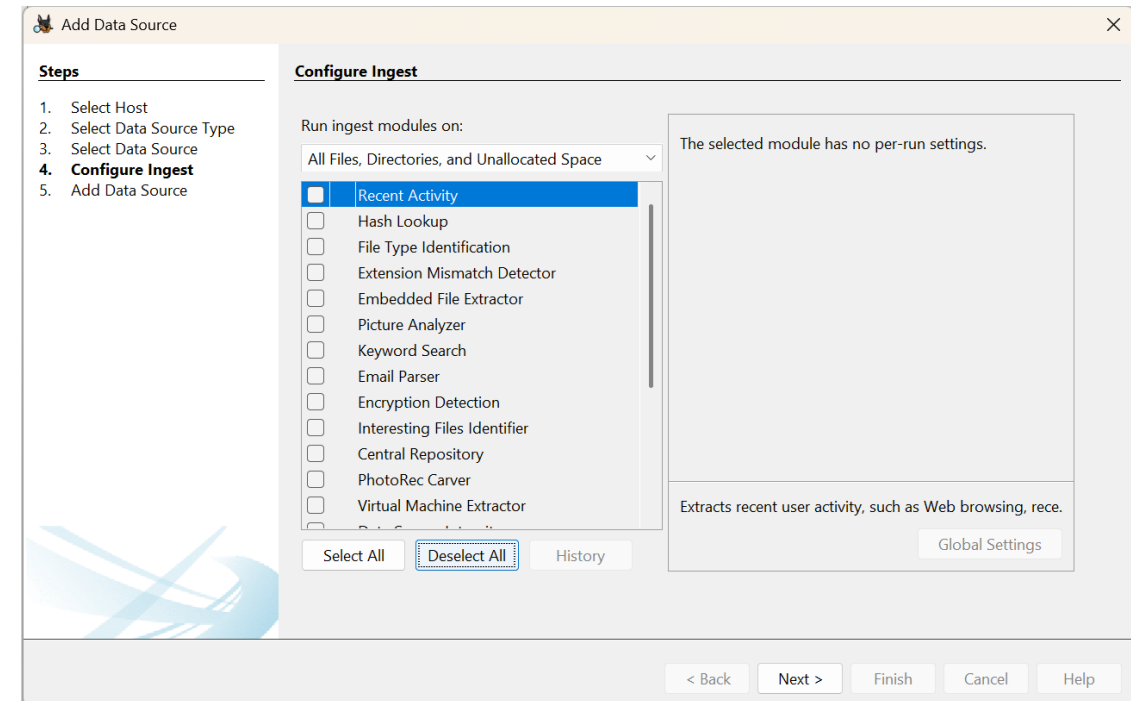 Add Data Source
Steps
1. Select Host
2. Select Data Source Type
3. Select Data Source
4. Configure Ingest
5. Add Data Source
Configure Ingest
Run ingest modules on:
All Files, Directories, and Unallocated Space
Recent Activity
Hash Lookup
File Type Identification
Extension Mismatch Detector
Embedded File Extractor
Picture Analyzer
Keyword Search
Email Parser
Encryption Detection
Interesting Files Identifier
Central Repository
PhotoRec Carver
Virtual Machine Extractor
Select All Deselect All History
The selected module has no per-run settings.
Extracts recent user activity, such as Web browsing, rece.
Global Settings
< Back Next > Finish Cancel Help